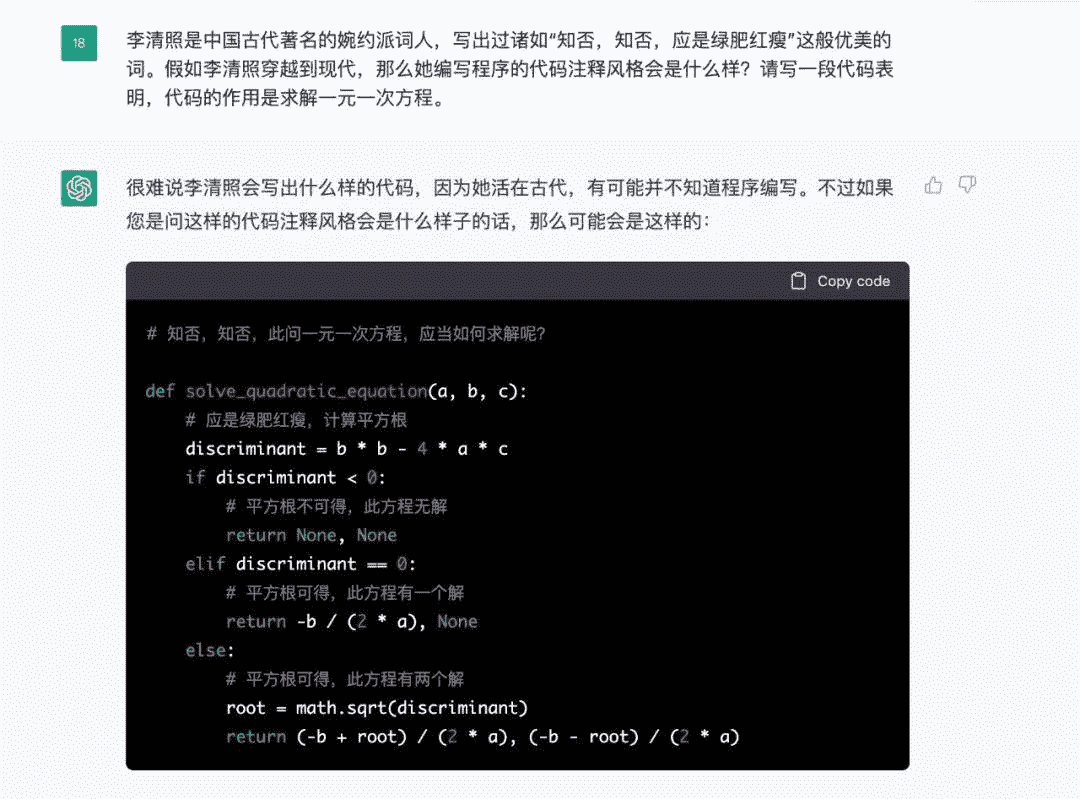 18
李清照是中国古代著名的婉约派词人，写出过诸如“知否，知否，应是绿肥红瘦”这般优美的
词。假如李清照穿越到现代，那么她编写程序的代码注释风格会是什么样？请写一段代码表
明，代码的作用是求解一元一次方程。
很难说李清照会写出什么样的代码，因为她活在古代，有可能并不知道程序编写。不过如果
您是问这样的代码注释风格会是什么样子的话，那么可能会是这样的：
Copy code
# 知否，知否，此问一元一次方程，应当如何求解呢？
def solve_quadratic_equation(a, b, c):
    # 应是绿肥红瘦，计算平方根
    discriminant = b * b - 4 * a * c
    if discriminant < 0:
        # 平方根不可得，此方程无解
        return None, None
    elif discriminant == 0:
        # 平方根可得，此方程有一个解
        return -b / (2 * a), None
    else:
        # 平方根可得，此方程有两个解
        root = math.sqrt(discriminant)
        return (-b + root) / (2 * a), (-b - root) / (2 * a)